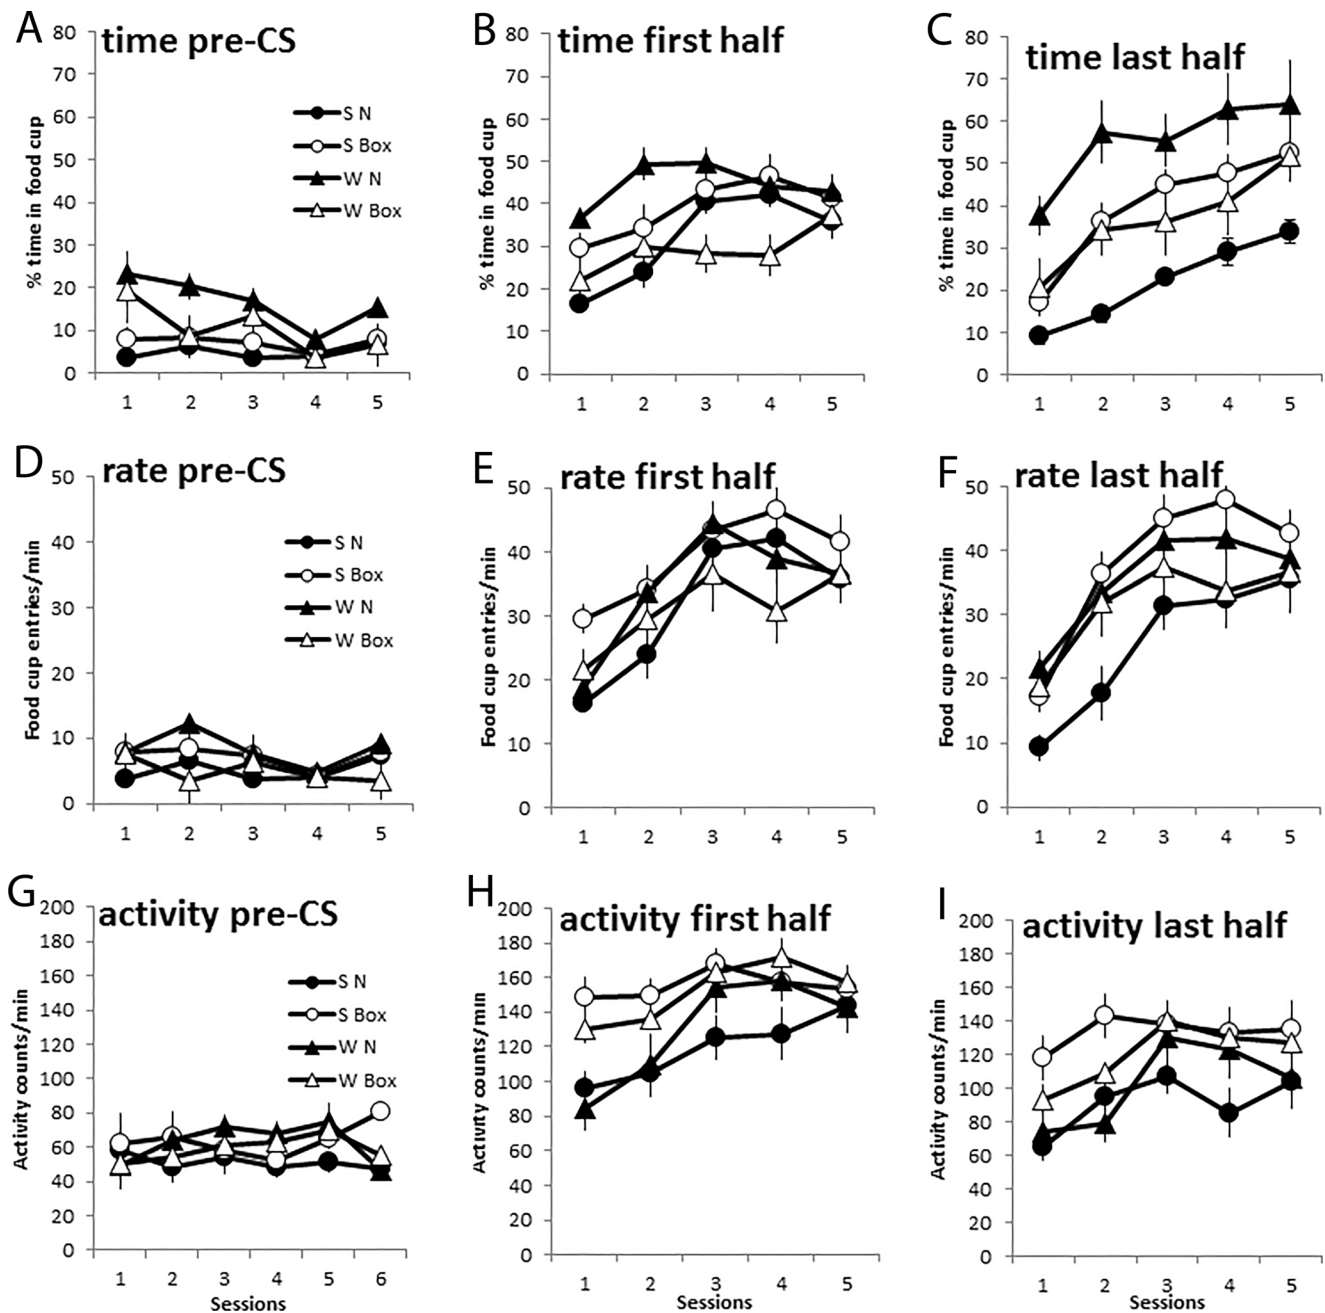 A
time pre-CS
80
70
60
50
40
30
20
10
0
% time in food cup
S N
S Box
W N
W Box
1 2 3 4 5
B
time first half
80
70
60
50
40
30
20
10
0
% time in food cup
1 2 3 4 5
C
time last half
80
70
60
50
40
30
20
10
0
% time in food cup
1 2 3 4 5
D
rate pre-CS
50
40
30
20
10
0
Food cup entries/min
S N
S Box
W N
W Box
1 2 3 4 5
E
rate first half
50
40
30
20
10
0
Food cup entries/min
1 2 3 4 5
F
rate last half
50
40
30
20
10
0
Food cup entries/min
1 2 3 4 5
G
activity pre-CS
200
180
160
140
120
100
80
60
40
20
0
Activity counts/min
S N
S Box
W N
W Box
1 2 3 4 5 6
Sessions
H
activity first half
200
180
160
140
120
100
80
60
40
20
0
Activity counts/min
1 2 3 4 5
I
activity last half
200
180
160
140
120
100
80
60
40
20
0
Activity counts/min
1 2 3 4 5
Sessions